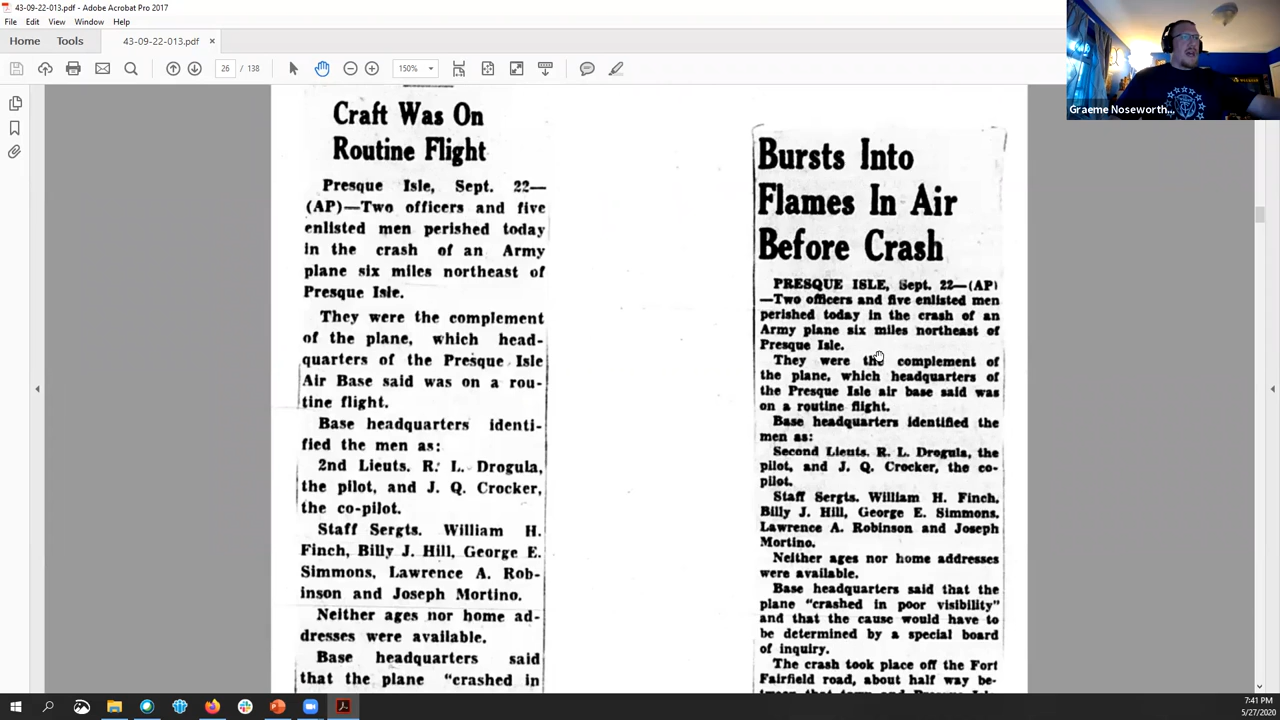 43-09-22-013.pdf - Adobe Acrobat Pro 2017
File Edit View Window Help
Home Tools 43-09-22-013.pdf ×
26 / 138 150%
Graeme Noseworth...
Craft Was On
Routine Flight
Presque Isle, Sept. 22—
(AP)—Two officers and five
enlisted men perished today
in the crash of an Army
plane six miles northeast of
Presque Isle.
They were the complement
of the plane, which head-
quarters of the Presque Isle
Air Base said was on a rou-
tine flight.
Base headquarters identi-
fied the men as:
2nd Lieuts. R. L. Drogula,
the pilot, and J. Q. Crocker,
the co-pilot.
Staff Sergts. William H.
Finch, Billy J. Hill, George E.
Simmons, Lawrence A. Rob-
inson and Joseph Mortino.
Neither ages nor home ad-
dresses were available.
Base headquarters said
that the plane "crashed in
Bursts Into
Flames In Air
Before Crash
PRESQUE ISLE, Sept. 22—(AP)
—Two officers and five enlisted men
perished today in the crash of an
Army plane six miles northeast of
Presque Isle.
They were the complement of
the plane, which headquarters of
the Presque Isle air base said was
on a routine flight.
Base headquarters identified the
men as:
Second Lieuts. R. L. Drogula, the
pilot, and J. Q. Crocker, the co-
pilot.
Staff Sergts. William H. Finch,
Billy J. Hill, George E. Simmons,
Lawrence A. Robinson and Joseph
Mortino.
Neither ages nor home addresses
were available.
Base headquarters said that the
plane "crashed in poor visibility"
and that the cause would have to
be determined by a special board
of inquiry.
The crash took place off the Fort
Fairfield road, about half way be-
7:41 PM
5/27/2020